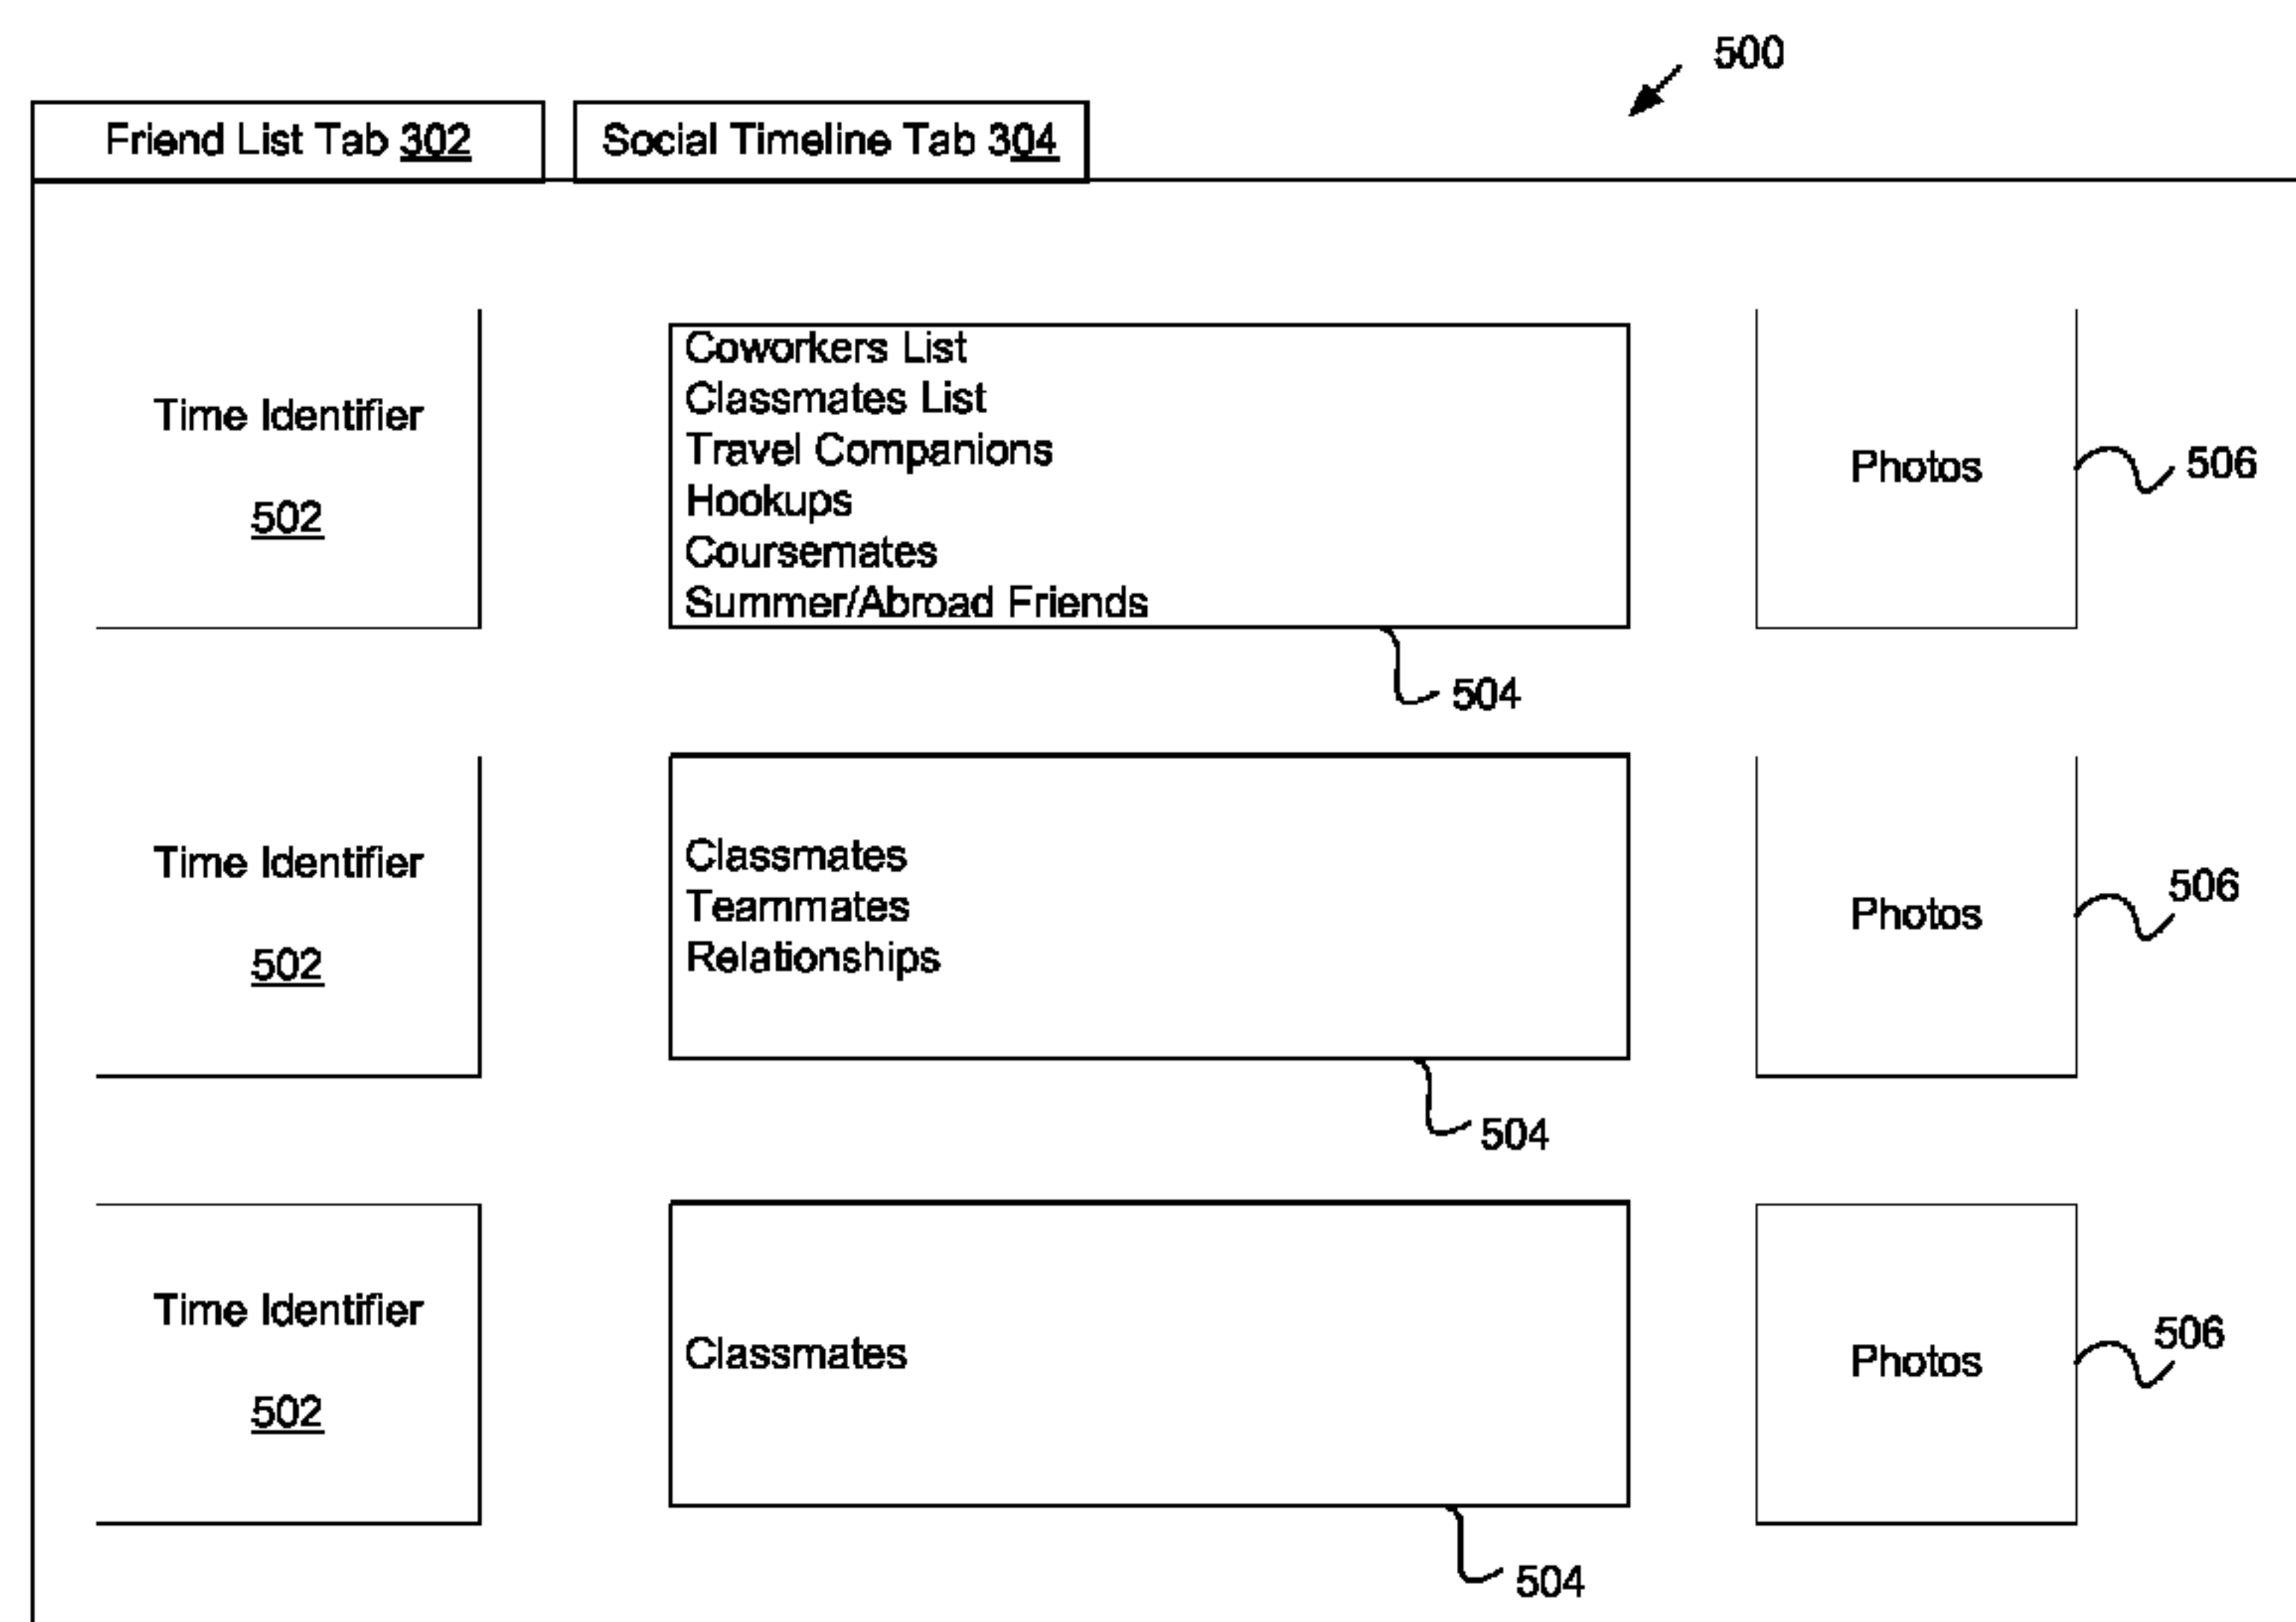 500
Friend List Tab 302
Social Timeline Tab 304
Time Identifier
502
Coworkers List
Classmates List
Travel Companions
Hookups
Coursemates
Summer/Abroad Friends
504
Photos
506
Time Identifier
502
Classmates
Teammates
Relationships
504
Photos
506
Time Identifier
502
Classmates
504
Photos
506